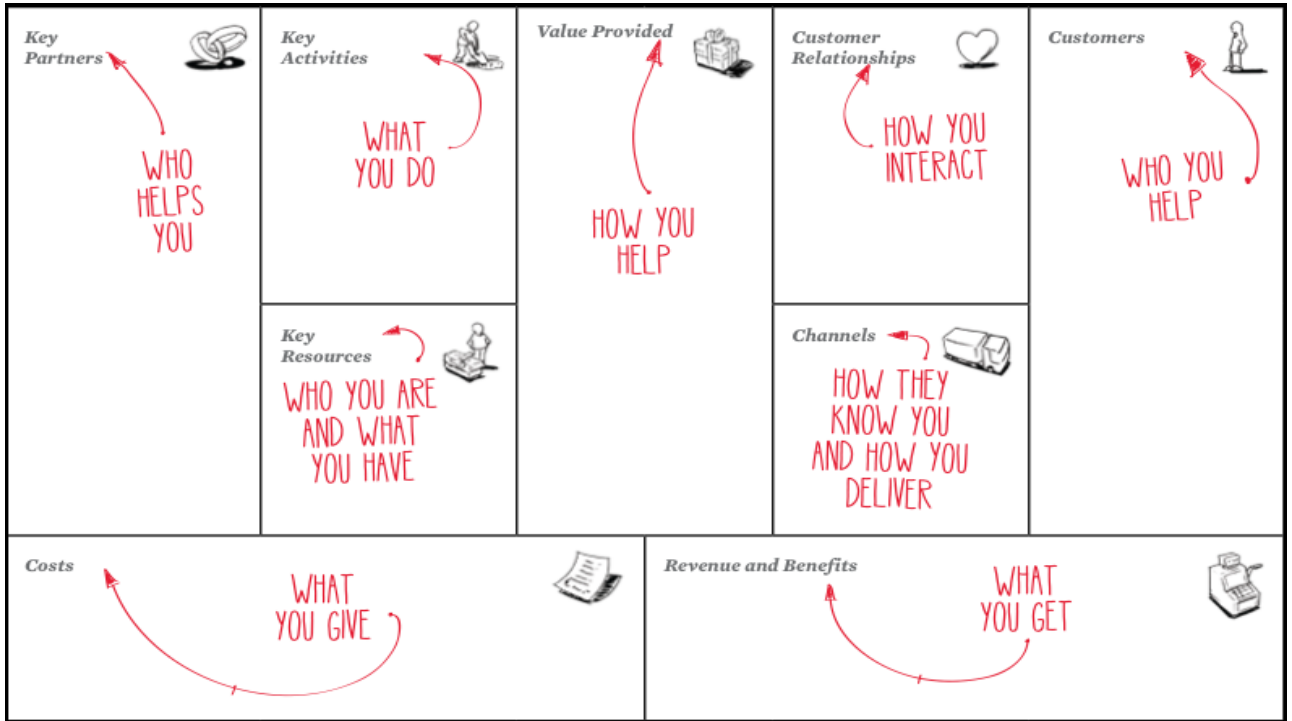 Key
Partners
WHO
HELPS
YOU
Key
Activities
WHAT
YOU DO
Key
Resources
WHO YOU ARE
AND WHAT
YOU HAVE
Value Provided
HOW YOU
HELP
Customer
Relationships
HOW YOU
INTERACT
Channels
HOW THEY
KNOW YOU
AND HOW YOU
DELIVER
Customers
WHO YOU
HELP
Costs
WHAT
YOU GIVE
Revenue and Benefits
WHAT
YOU GET